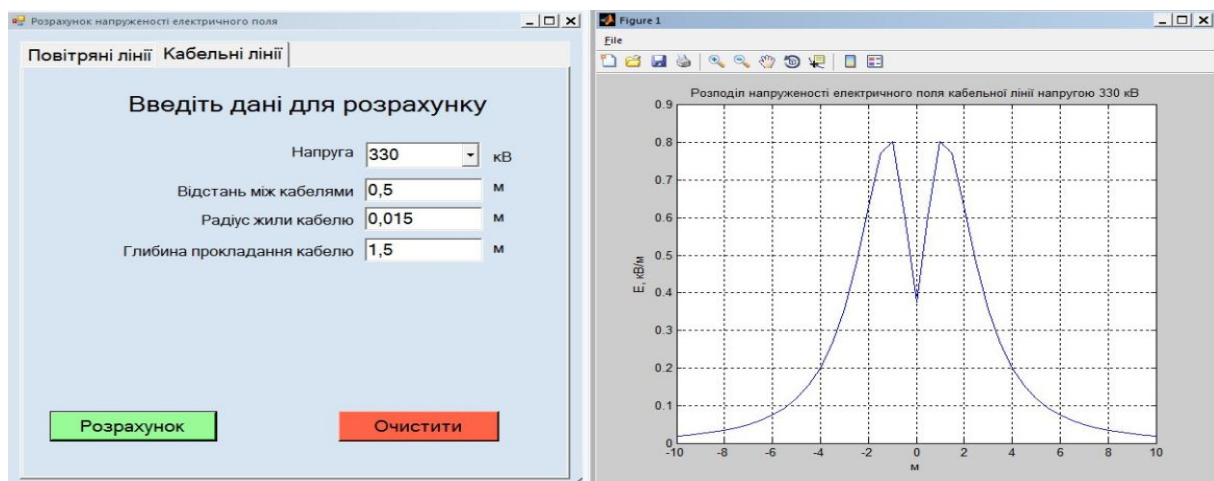 Розрахунок напруженості електричного поля
Повітряні лінії Кабельні лінії
Введіть дані для розрахунку
Напруга 330 кВ
Відстань між кабелями 0,5 м
Радіус жили кабелю 0,015 м
Глибина прокладання кабелю 1,5 м
Розрахунок Очистити
Figure 1
File
Розподіл напруженості електричного поля кабельної лінії напругою 330 кВ
0.9
0.8
0.7
0.6
0.5
0.4
0.3
0.2
0.1
0
E, кВ/м
-10 -8 -6 -4 -2 0 2 4 6 8 10
м